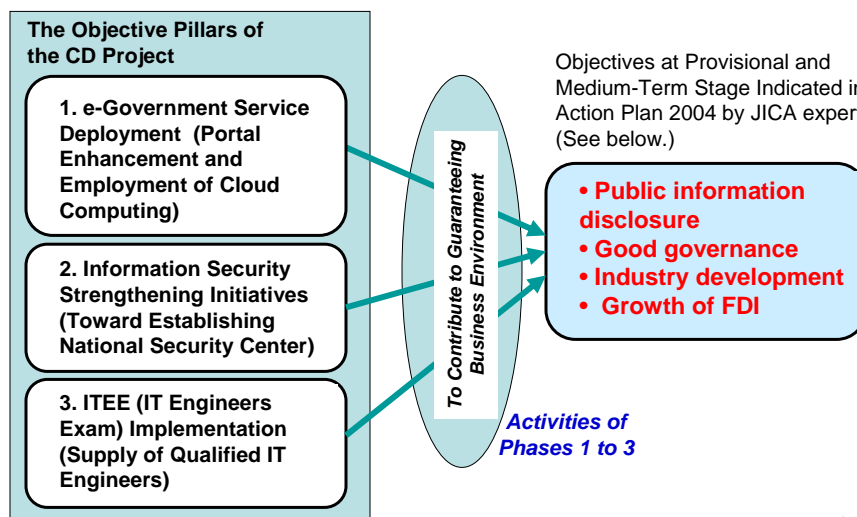 The Objective Pillars of
the CD Project
1. e-Government Service
Deployment (Portal
Enhancement and
Employment of Cloud
Computing)
2. Information Security
Strengthening Initiatives
(Toward Establishing
National Security Center)
3. ITEE (IT Engineers
Exam) Implementation
(Supply of Qualified IT
Engineers)
To Contribute to Guaranteeing
Business Environment
Activities of
Phases 1 to 3
Objectives at Provisional and
Medium-Term Stage Indicated in
Action Plan 2004 by JICA exper
(See below.)
• Public information
disclosure
• Good governance
• Industry development
• Growth of FDI